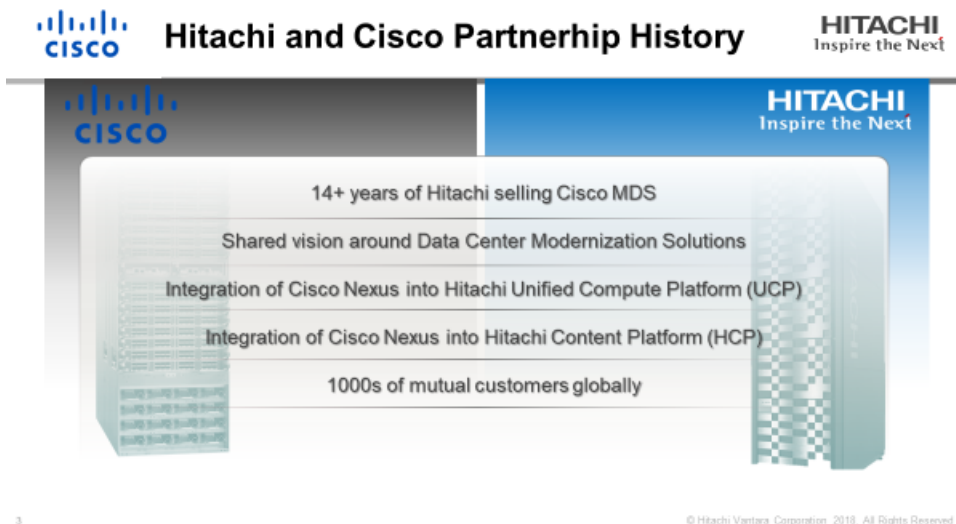 CISCO
Hitachi and Cisco Partnerhip History
HITACHI
Inspire the Next
CISCO
HITACHI
Inspire the Next
14+ years of Hitachi selling Cisco MDS
Shared vision around Data Center Modernization Solutions
Integration of Cisco Nexus into Hitachi Unified Compute Platform (UCP)
Integration of Cisco Nexus into Hitachi Content Platform (HCP)
1000s of mutual customers globally
3
© Hitachi Vantara Corporation 2018. All Rights Reserved